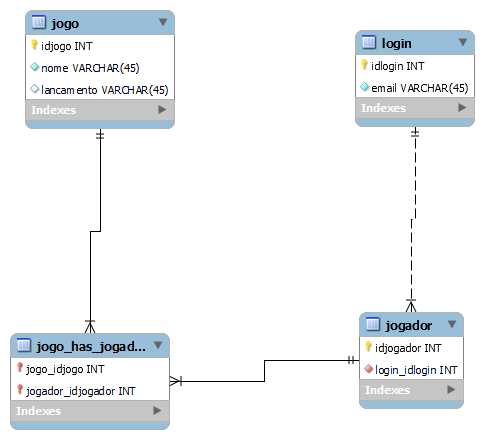 jogo
idjogo INT
nome VARCHAR(45)
lancamento VARCHAR(45)
Indexes
login
idlogin INT
email VARCHAR(45)
Indexes
jogo_has_jogad...
jogo_idjogo INT
jogador_idjogador INT
Indexes
jogador
idjogador INT
login_idlogin INT
Indexes